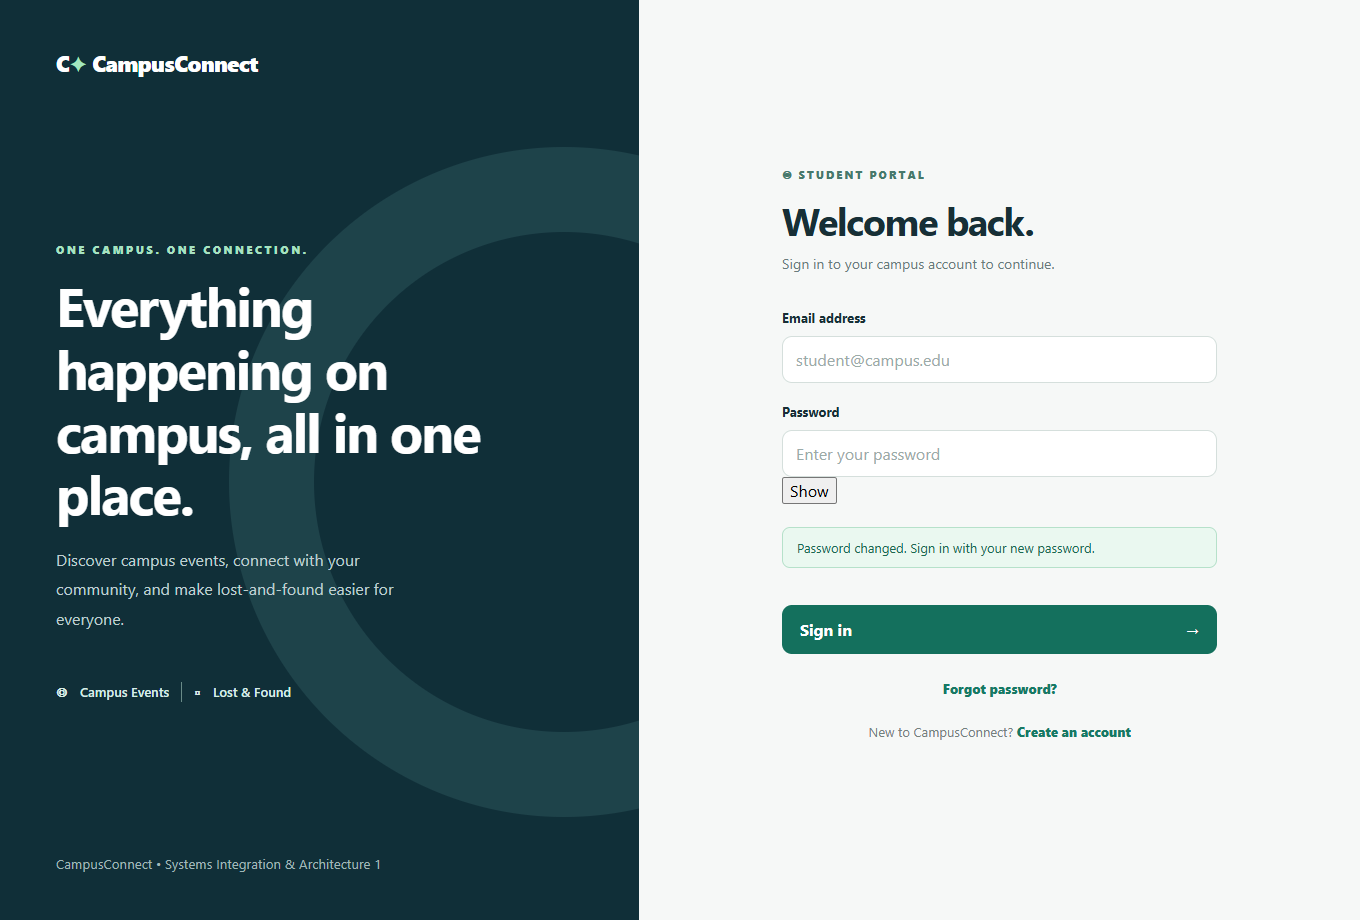 C✦ CampusConnect
ONE CAMPUS. ONE CONNECTION.
Everything
happening on
campus, all in one
place.
Discover campus events, connect with your
community, and make lost-and-found easier for
everyone.
Campus Events
Lost & Found
CampusConnect • Systems Integration & Architecture 1
STUDENT PORTAL
Welcome back.
Sign in to your campus account to continue.
Email address
student@campus.edu
Password
Enter your password
Show
Password changed. Sign in with your new password.
Sign in →
Forgot password?
New to CampusConnect? Create an account